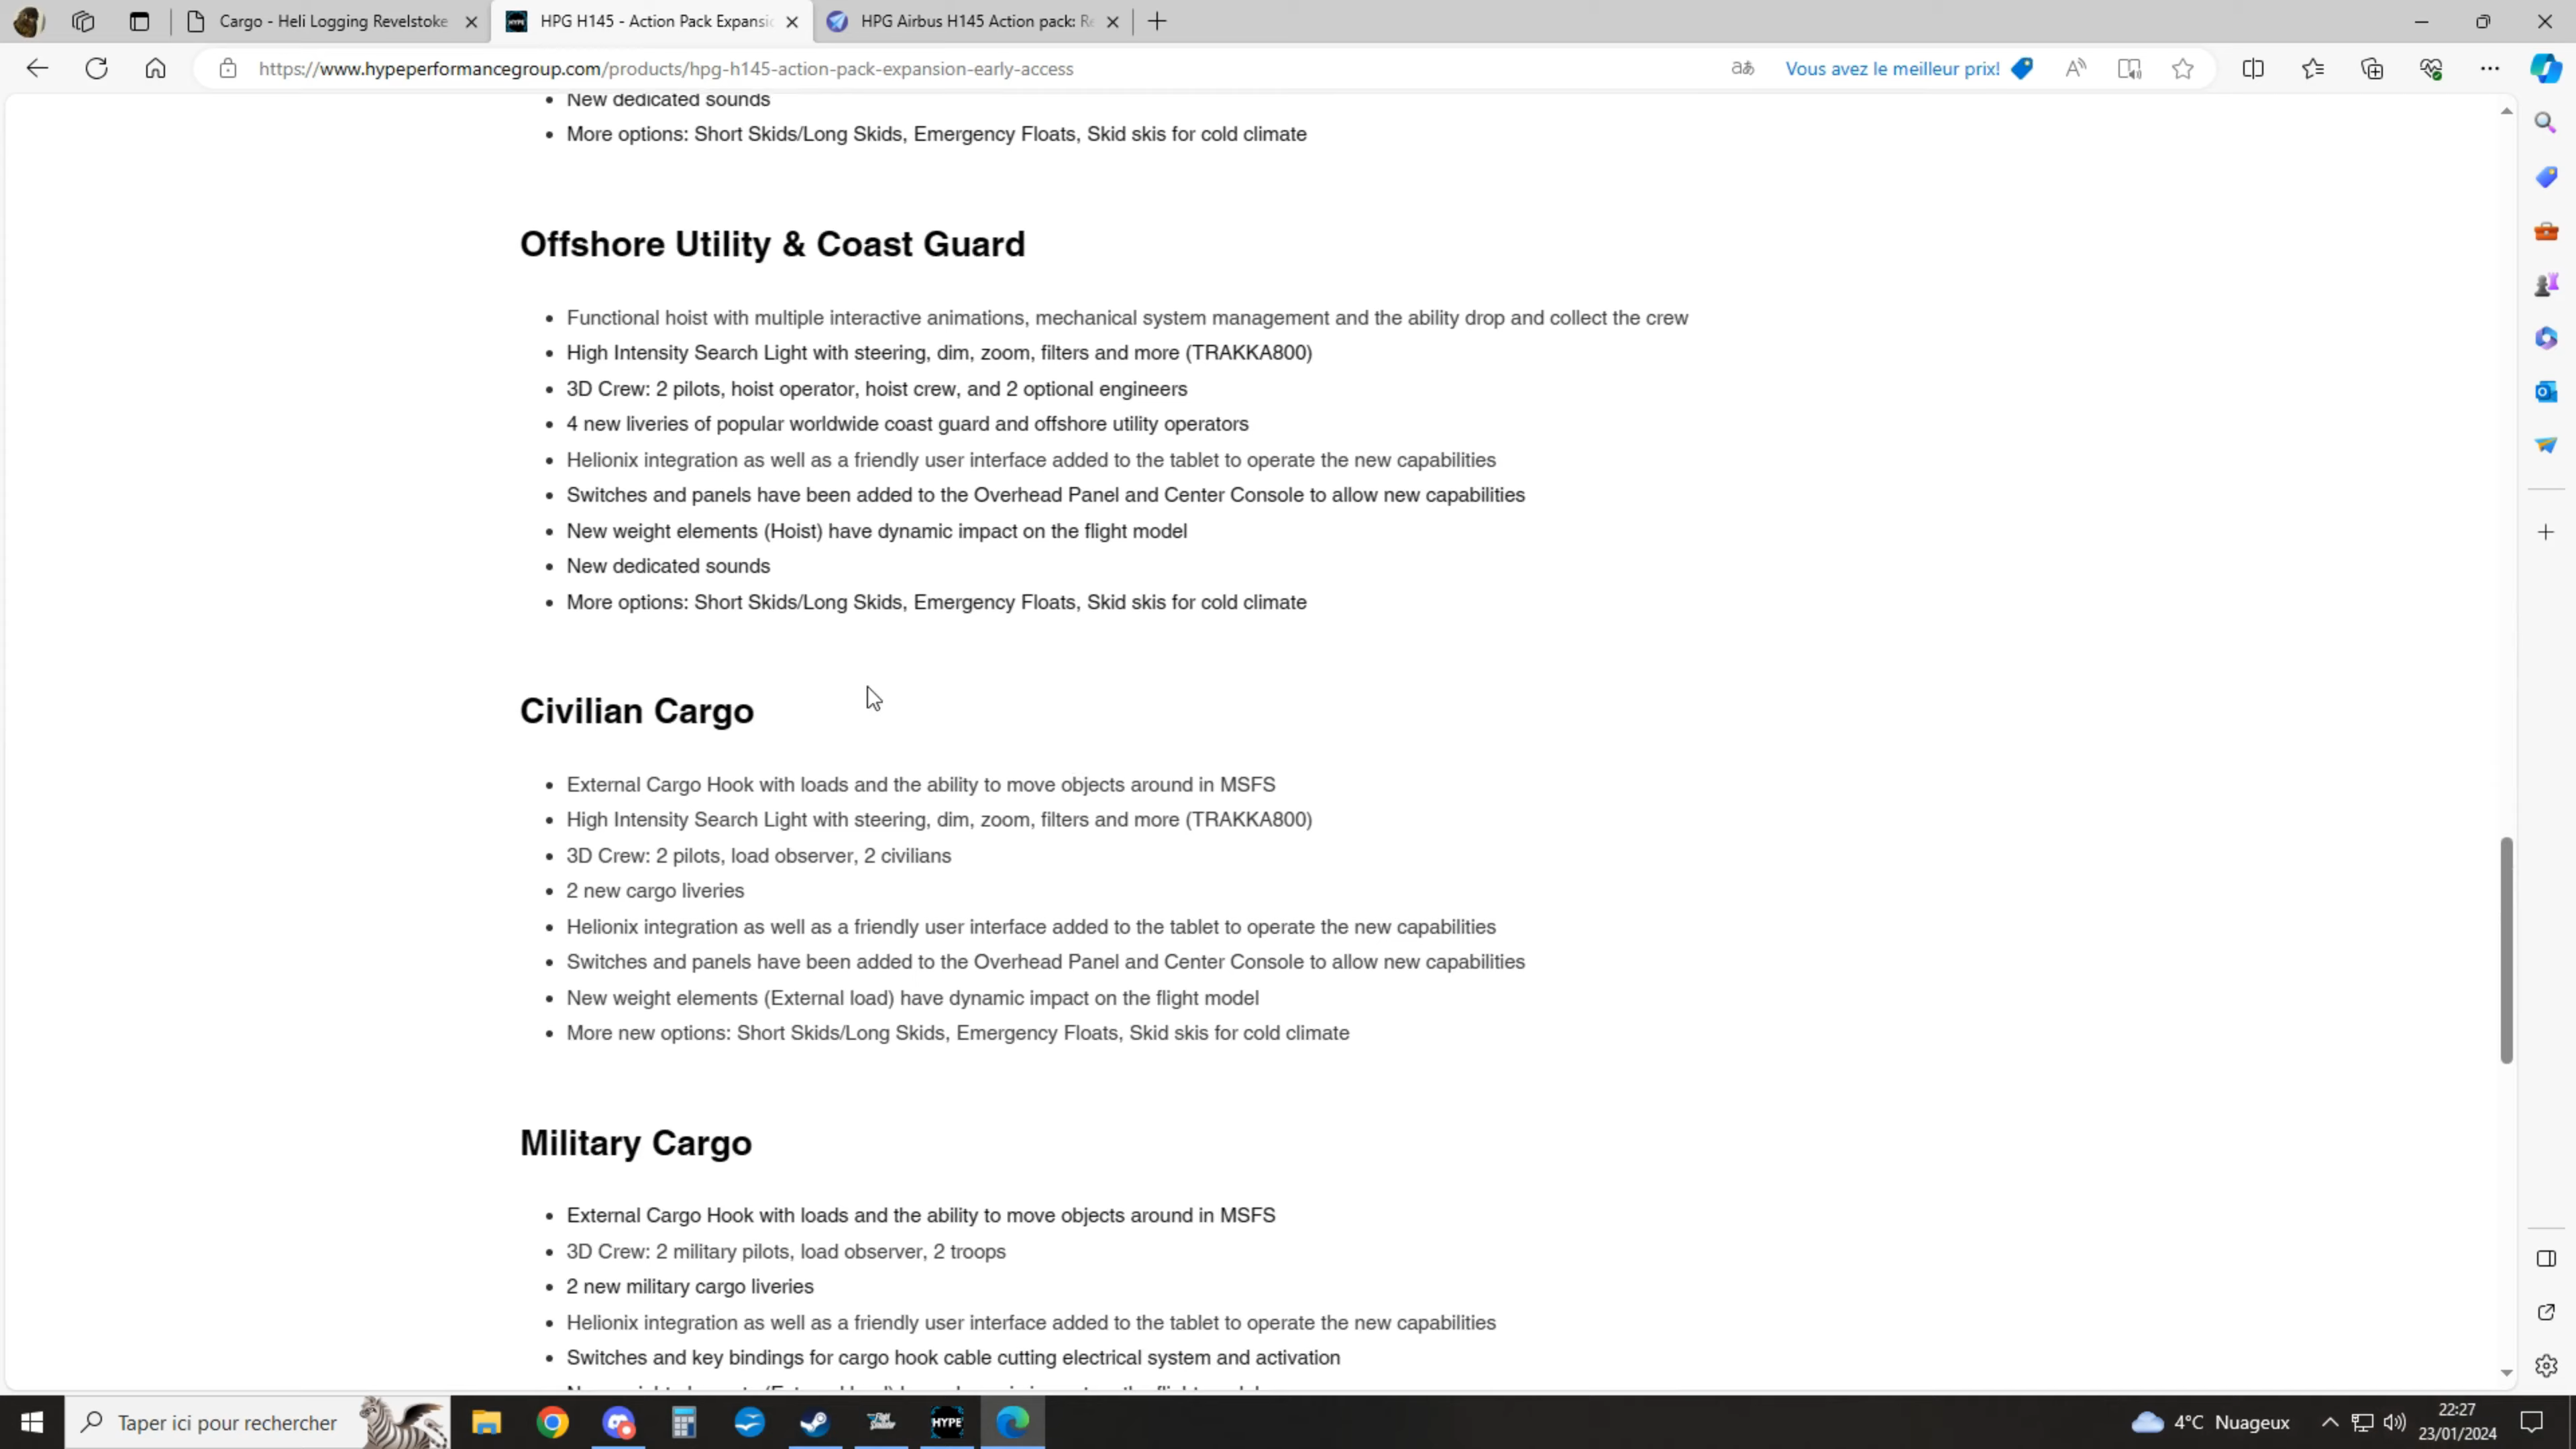 Cargo - Heli Logging Revelstoke
HPG H145 - Action Pack Expansi
HPG Airbus H145 Action pack: Re
https://www.hypeperformancegroup.com/products/hpg-h145-action-pack-expansion-early-access
aあ
Vous avez le meilleur prix!
• New dedicated sounds
• More options: Short Skids/Long Skids, Emergency Floats, Skid skis for cold climate
Offshore Utility & Coast Guard
• Functional hoist with multiple interactive animations, mechanical system management and the ability drop and collect the crew
• High Intensity Search Light with steering, dim, zoom, filters and more (TRAKKA800)
• 3D Crew: 2 pilots, hoist operator, hoist crew, and 2 optional engineers
• 4 new liveries of popular worldwide coast guard and offshore utility operators
• Helionix integration as well as a friendly user interface added to the tablet to operate the new capabilities
• Switches and panels have been added to the Overhead Panel and Center Console to allow new capabilities
• New weight elements (Hoist) have dynamic impact on the flight model
• New dedicated sounds
• More options: Short Skids/Long Skids, Emergency Floats, Skid skis for cold climate
Civilian Cargo
• External Cargo Hook with loads and the ability to move objects around in MSFS
• High Intensity Search Light with steering, dim, zoom, filters and more (TRAKKA800)
• 3D Crew: 2 pilots, load observer, 2 civilians
• 2 new cargo liveries
• Helionix integration as well as a friendly user interface added to the tablet to operate the new capabilities
• Switches and panels have been added to the Overhead Panel and Center Console to allow new capabilities
• New weight elements (External load) have dynamic impact on the flight model
• More new options: Short Skids/Long Skids, Emergency Floats, Skid skis for cold climate
Military Cargo
• External Cargo Hook with loads and the ability to move objects around in MSFS
• 3D Crew: 2 military pilots, load observer, 2 troops
• 2 new military cargo liveries
• Helionix integration as well as a friendly user interface added to the tablet to operate the new capabilities
• Switches and key bindings for cargo hook cable cutting electrical system and activation
Taper ici pour rechercher
HYPE
4°C Nuageux
22:27
23/01/2024